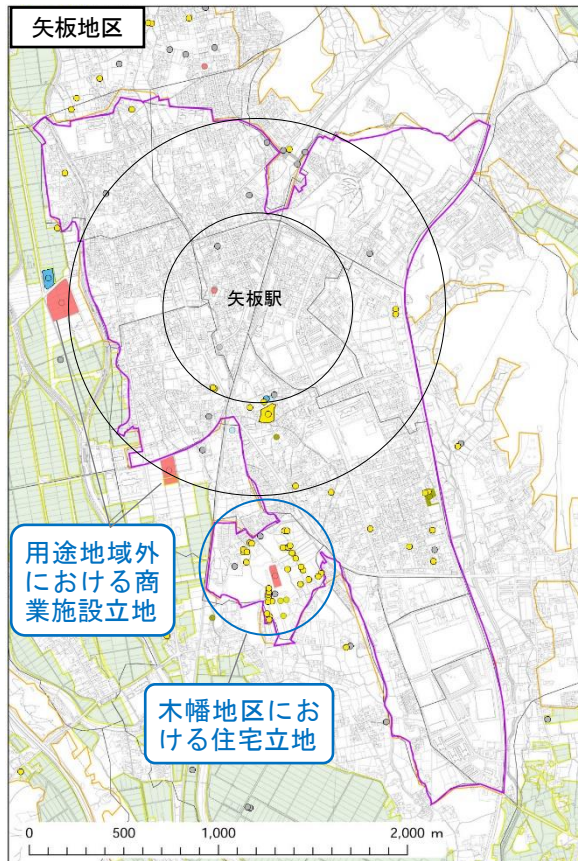 矢板地区
矢板駅
用途地域外
における商
業施設立地
木幡地区にお
ける住宅立地
0 500 1,000 2,000 m